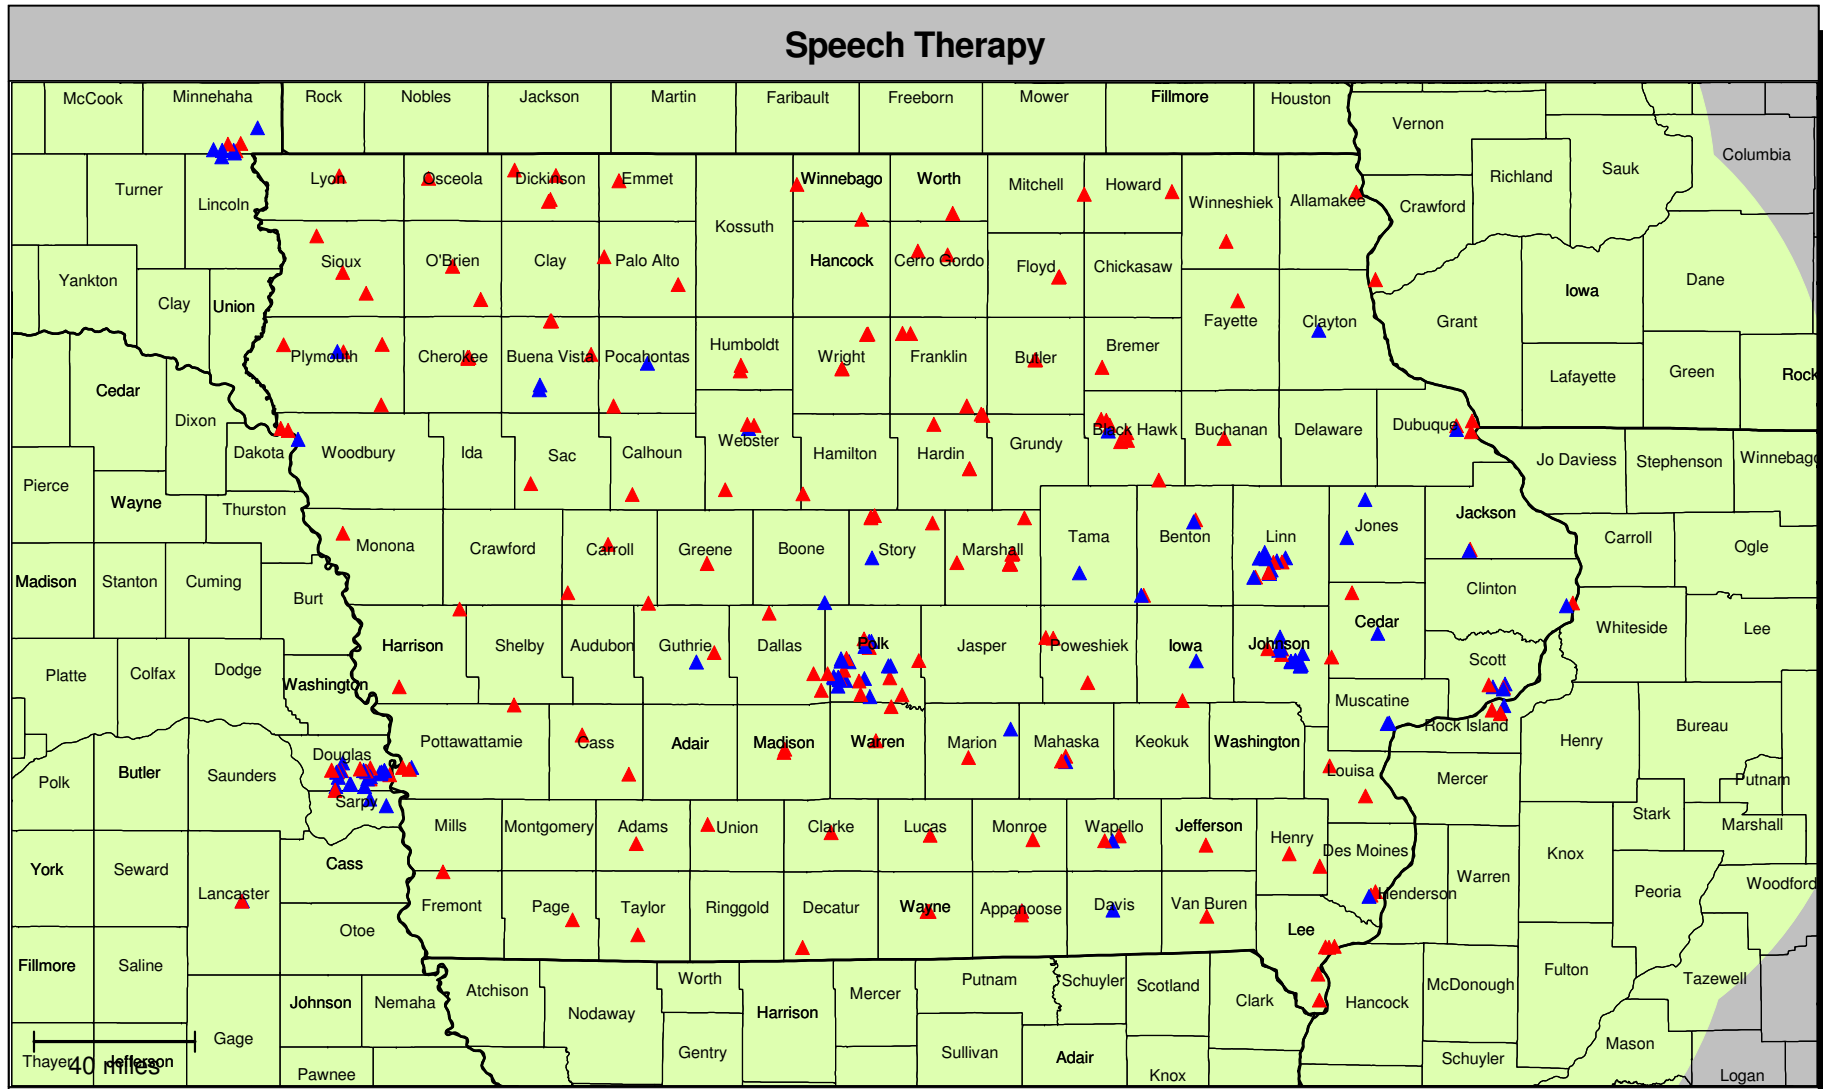 Speech Therapy
McCook Minnehaha Rock Nobles Jackson Martin Faribault Freeborn Mower Fillmore Houston
Vernon
Columbia
Turner Lyon Osceola Dickinson Emmet Winnebago Worth Mitchell Howard Richland Sauk
Lincoln Winneshiek Allamakee Crawford
Kossuth
Yankton Sioux O'Brien Clay Palo Alto Hancock Cerro Gordo Floyd Chickasaw Dane
Clay Union Iowa
Fayette Clayton Grant
Plymouth Cherokee Buena Vista Pocahontas Humboldt Wright Franklin Butler Bremer
Cedar Lafayette Green Rock
Dixon Black Hawk Buchanan Delaware Dubuque
Dakota Woodbury Ida Sac Calhoun Webster Hamilton Hardin Grundy Jo Daviess Stephenson Winnebago
Pierce
Wayne Thurston Jackson
Monona Crawford Carroll Greene Boone Story Marshall Tama Benton Linn Jones Carroll Ogle
Madison Stanton Cuming Clinton
Burt
Harrison Shelby Audubon Guthrie Dallas Polk Jasper Poweshiek Iowa Johnson Cedar Whiteside Lee
Platte Colfax Dodge Scott
Washington Muscatine
Pottawattamie Cass Adair Madison Warren Marion Mahaska Keokuk Washington Rock Island Henry Bureau
Douglas
Polk Butler Saunders Louisa Mercer Putnam
Sarpy
Mills Montgomery Adams Union Clarke Lucas Monroe Wapello Jefferson Henry Stark Marshall
Cass Des Moines Knox
York Seward Warren
Lancaster Henderson Peoria Woodford
Fremont Page Taylor Ringgold Decatur Wayne Appanoose Davis Van Buren
Otoe Lee
Fillmore Saline Fulton Tazewell
Worth Putnam Schuyler Scotland McDonough
Johnson Nemaha Atchison Mercer Clark Hancock
Nodaway Harrison
Gage Mason
Gentry Sullivan Adair Schuyler
Thayer Jefferson
40 miles
Pawnee Knox Logan